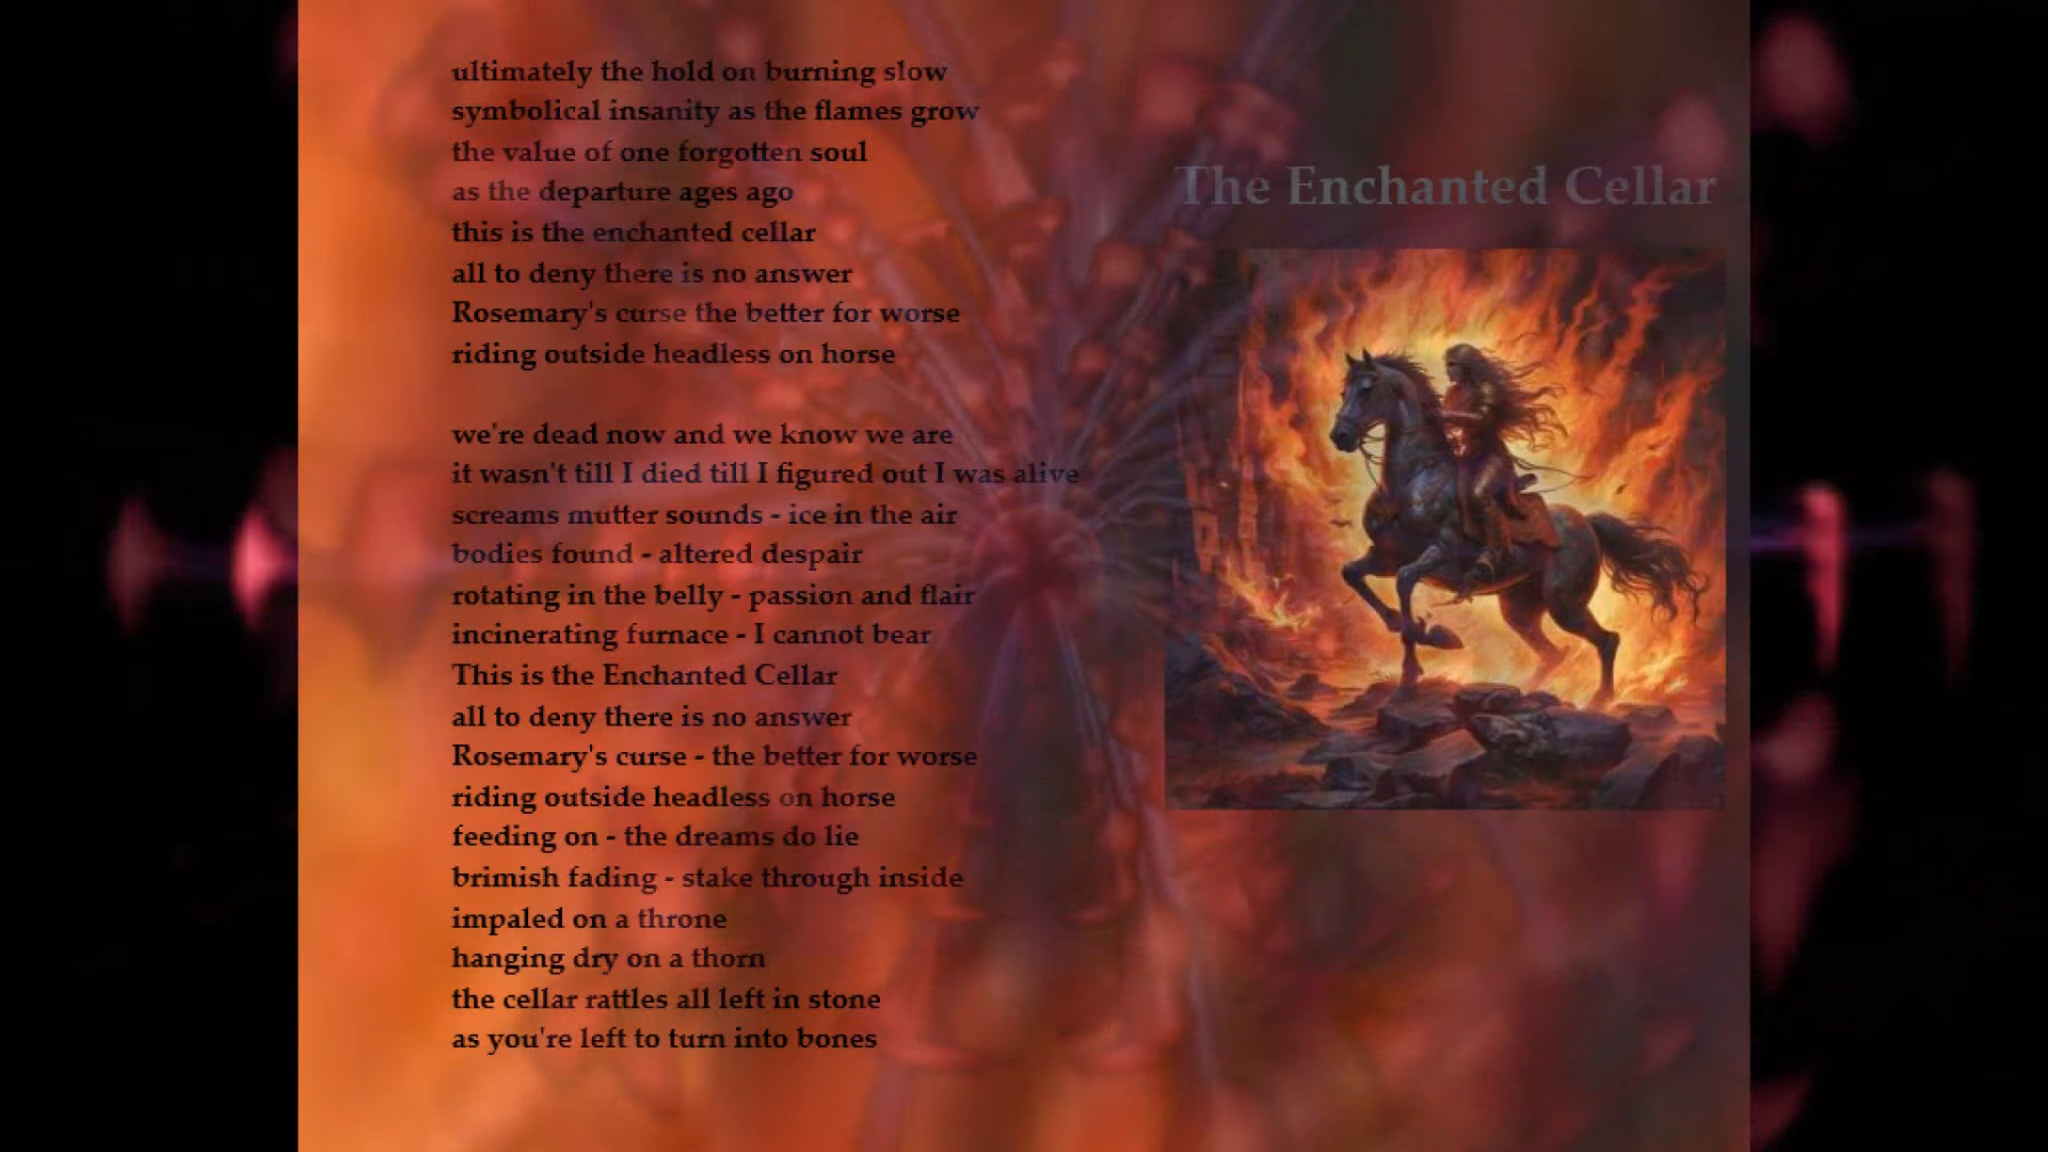 ultimately the hold on burning slow
symbolical insanity as the flames grow
the value of one forgotten soul
as the departure ages ago
this is the enchanted cellar
all to deny there is no answer
Rosemary's curse the better for worse
riding outside headless on horse
we're dead now and we know we are
it wasn't till I died till I figured out I was alive
screams mutter sounds - ice in the air
bodies found - altered despair
rotating in the belly - passion and flair
incinerating furnace - I cannot bear
This is the Enchanted Cellar
all to deny there is no answer
Rosemary's curse - the better for worse
riding outside headless on horse
feeding on - the dreams do lie
brimish fading - stake through inside
impaled on a throne
hanging dry on a thorn
the cellar rattles all left in stone
as you're left to turn into bones
The Enchanted Cellar